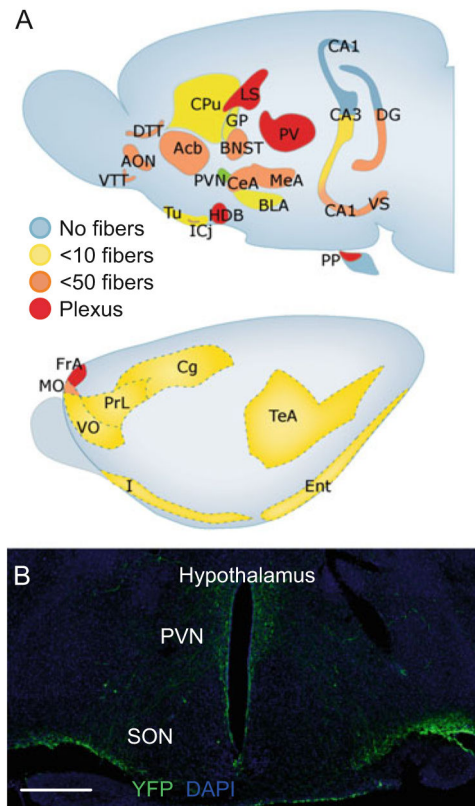 A
CA1
LS
CPu
GP
CA3
DG
PV
DTT
Acb
BNST
AON
PVN
CeA
MeA
VTT
BLA
Tu
HDB
CA1
VS
ICj
PP
No fibers
<10 fibers
<50 fibers
Plexus
FrA
Cg
MO
PrL
TeA
VO
I
Ent
B
Hypothalamus
PVN
SON
YFP DAPI